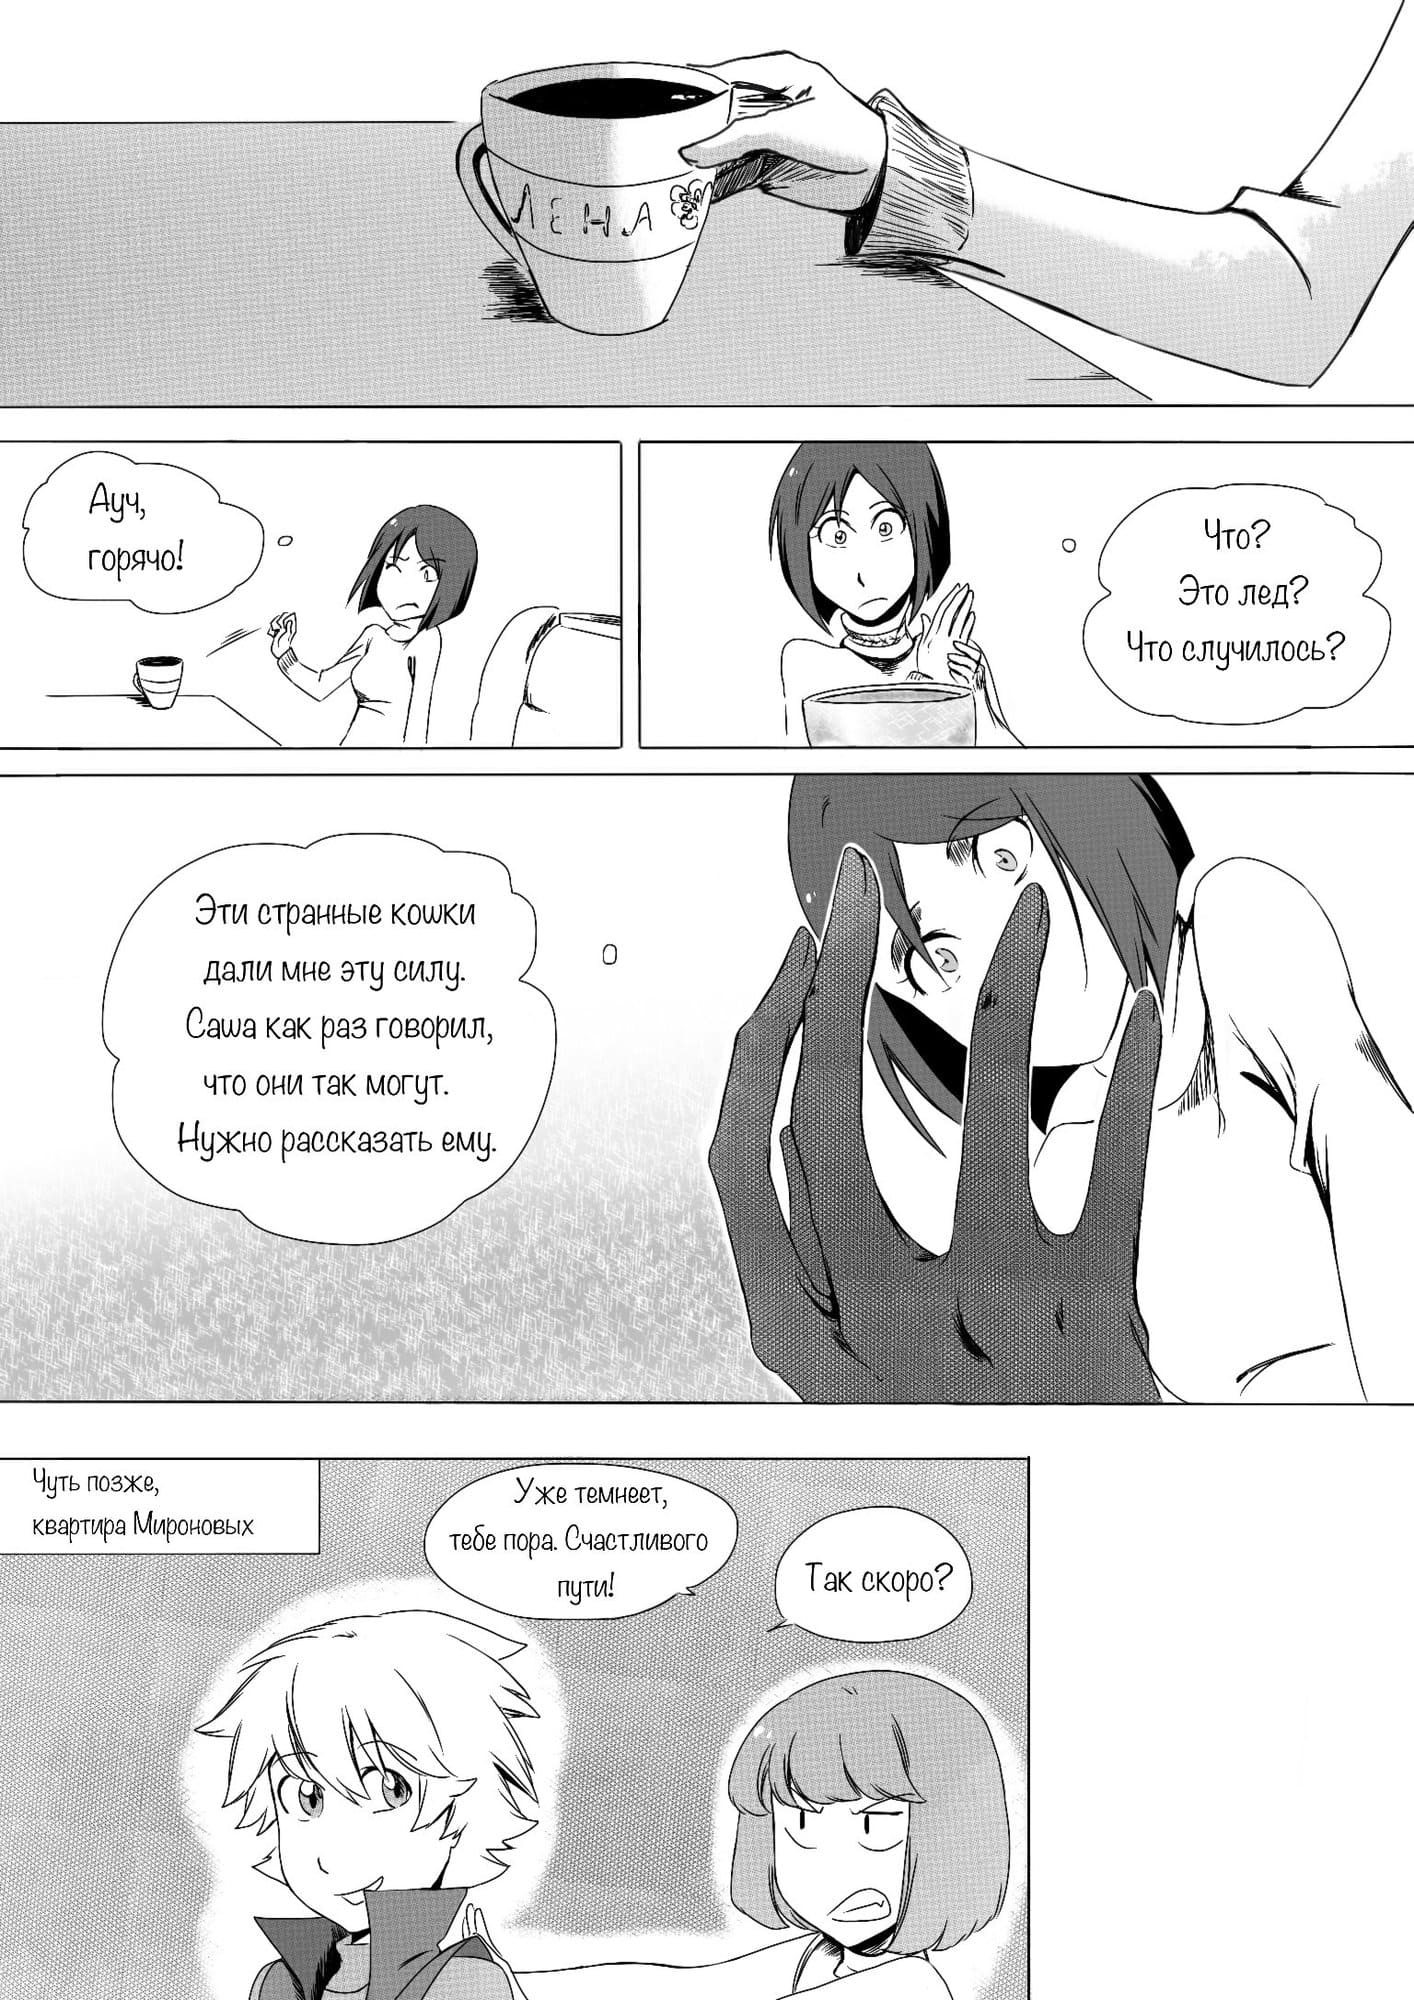 ЛЕНА
Ауч,
горячо!
Что?
Это лед?
Что случилось?
Эти странные кошки
дали мне эту силу.
Саша как раз говорил,
что они так могут.
Нужно рассказать ему.
Чуть позже,
квартира Мироновых
Уже темнеет,
тебе пора. Счастливого
пути!
Так скоро?